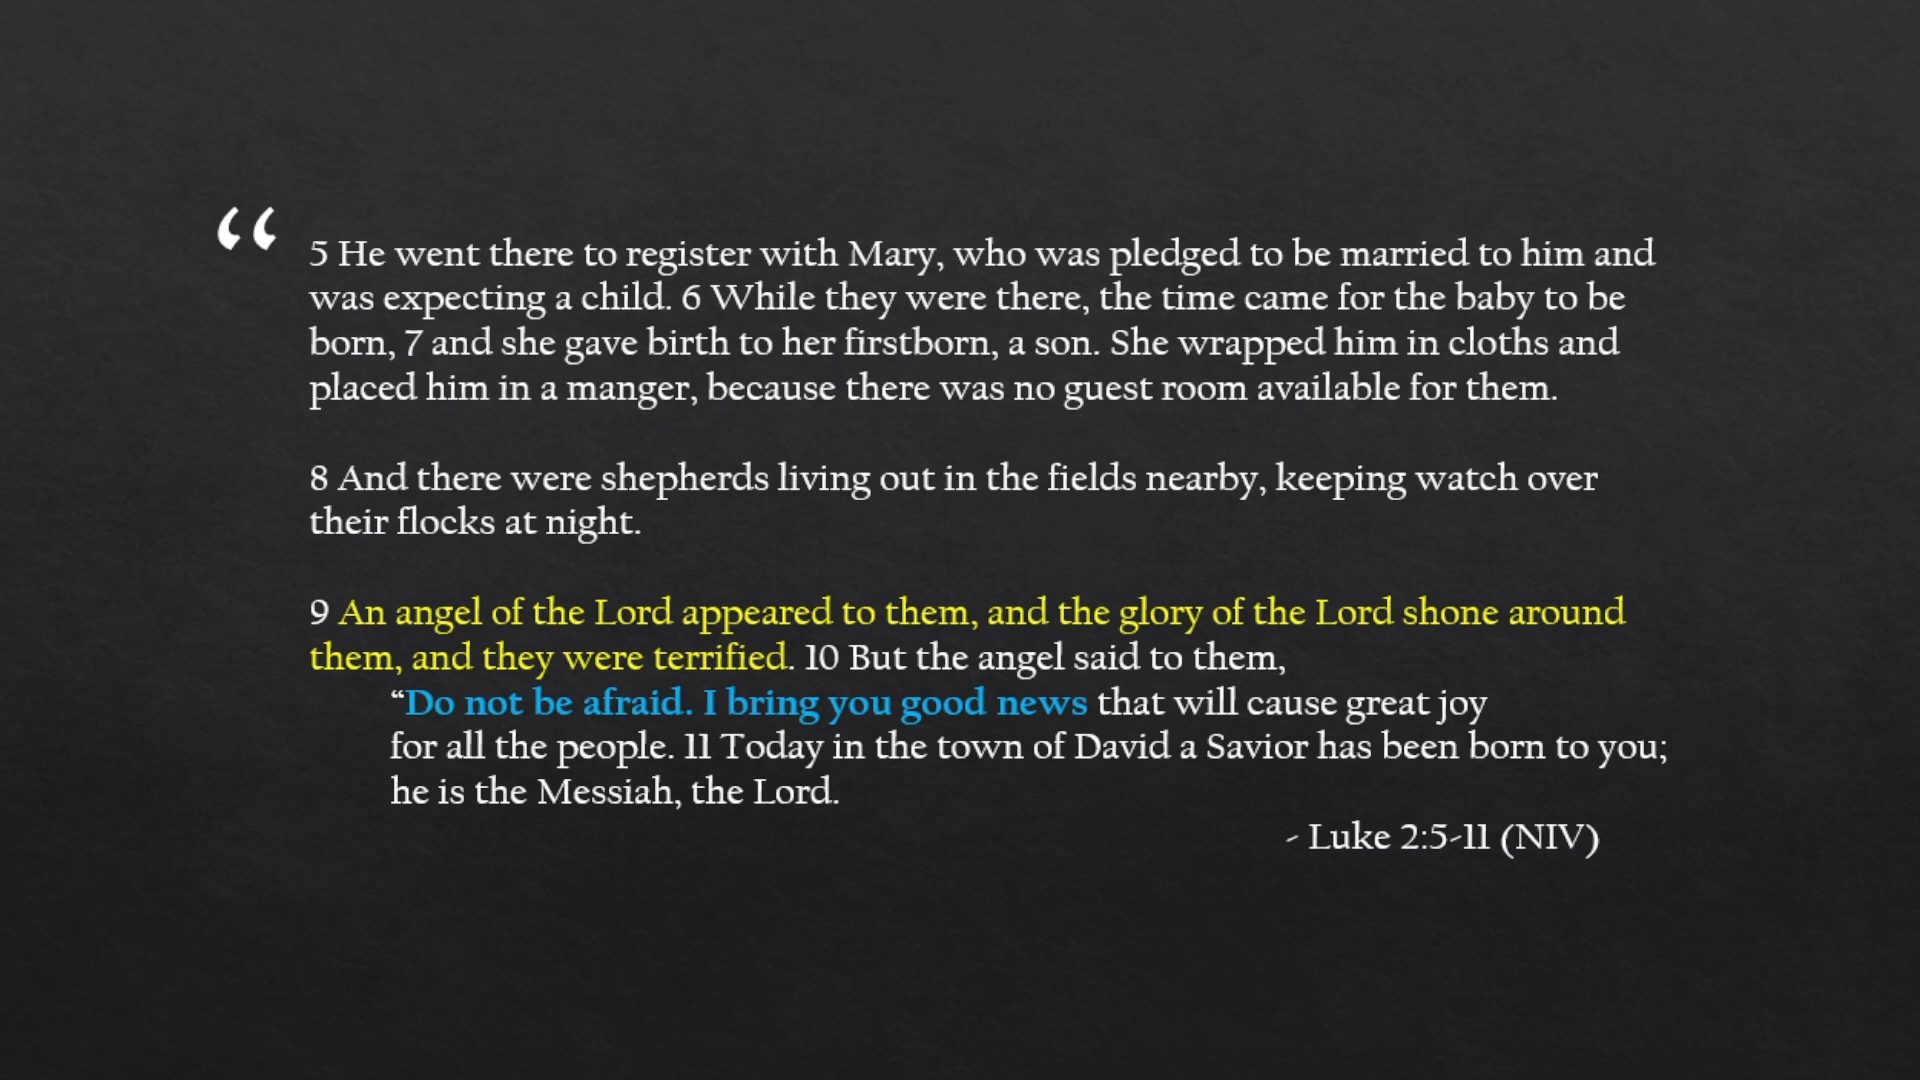 “
5 He went there to register with Mary, who was pledged to be married to him and
was expecting a child. 6 While they were there, the time came for the baby to be
born, 7 and she gave birth to her firstborn, a son. She wrapped him in cloths and
placed him in a manger, because there was no guest room available for them.
8 And there were shepherds living out in the fields nearby, keeping watch over
their flocks at night.
9 An angel of the Lord appeared to them, and the glory of the Lord shone around
them, and they were terrified. 10 But the angel said to them,
“Do not be afraid. I bring you good news that will cause great joy
for all the people. 11 Today in the town of David a Savior has been born to you;
he is the Messiah, the Lord.
- Luke 2:5-11 (NIV)